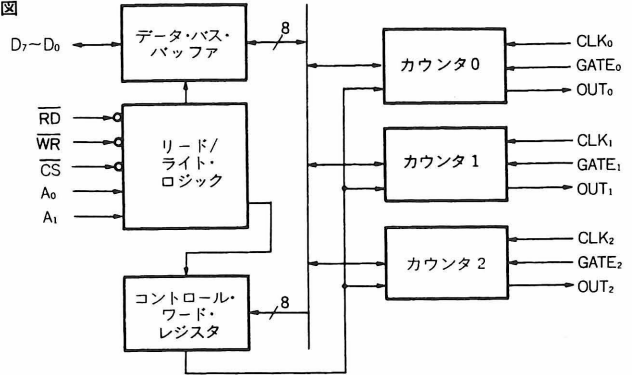 図
D₇~D₀
データ・バス・
バッファ
8
RD
WR
CS
A₀
A₁
リード/
ライト・
ロジック
コントロール・
ワード・
レジスタ
8
カウンタ0
CLK₀
GATE₀
OUT₀
カウンタ1
CLK₁
GATE₁
OUT₁
カウンタ2
CLK₂
GATE₂
OUT₂